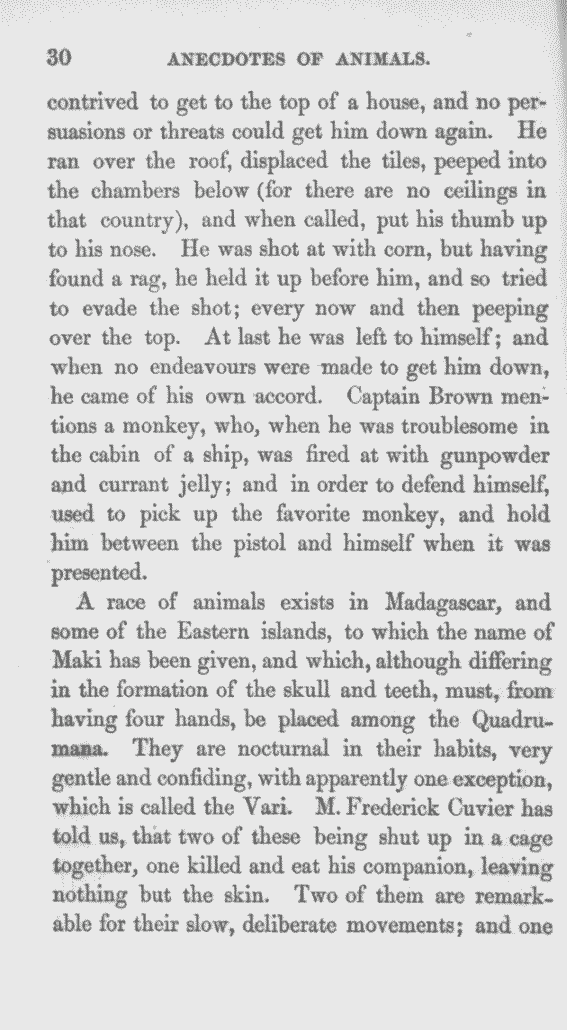 30 ANECDOTES OF ANIMALS.
contrived to get to the top of a house, and no per-
suasions or threats could get him down again. He
ran over the roof, displaced the tiles, peeped into
the chambers below (for there are no ceilings in
that country), and when called, put his thumb up
to his nose. He was shot at with corn, but having
found a rag, he held it up before him, and so tried
to evade the shot; every now and then peeping
over the top. At last he was left to himself; and
when no endeavours were made to get him down,
he came of his own accord. Captain Brown men-
tions a monkey, who, when he was troublesome in
the cabin of a ship, was fired at with gunpowder
and currant jelly; and in order to defend himself,
used to pick up the favorite monkey, and hold
him between the pistol and himself when it was
presented.
A race of animals exists in Madagascar, and
some of the Eastern islands, to which the name of
Maki has been given, and which, although differing
in the formation of the skull and teeth, must, from
having four hands, be placed among the Quadru-
mana. They are nocturnal in their habits, very
gentle and confiding, with apparently one exception,
which is called the Vari. M. Frederick Cuvier has
told us, that two of these being shut up in a cage
together, one killed and eat his companion, leaving
nothing but the skin. Two of them are remark-
able for their slow, deliberate movements; and one